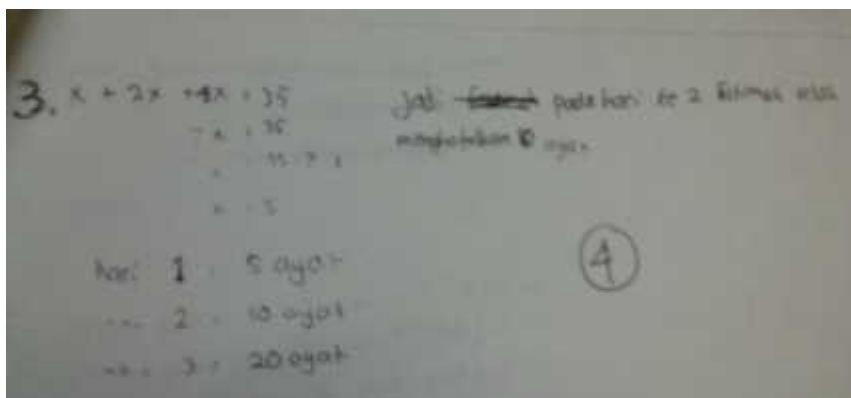 3. x + 2x + 4x = 35
7x = 35
x = 35 : 7
x = 5
hari 1 = 5 ayat
2 = 10 ayat
3 = 20 ayat
Jadi pada hari ke 2 Fatimah telah
menghafalkan 10 ayat
4